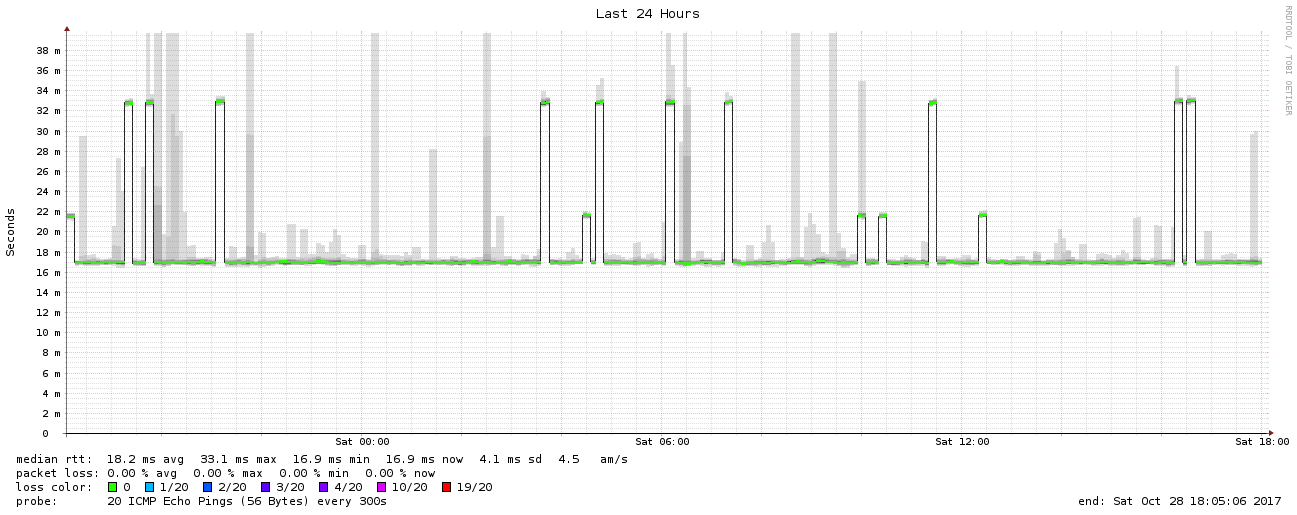 Last 24 Hours
RRDTOOL / TOBI OETIKER
Seconds
38 m
36 m
34 m
32 m
30 m
28 m
26 m
24 m
22 m
20 m
18 m
16 m
14 m
12 m
10 m
8 m
6 m
4 m
2 m
0
Sat 00:00 Sat 06:00 Sat 12:00 Sat 18:00
median rtt: 18.2 ms avg 33.1 ms max 16.9 ms min 16.9 ms now 4.1 ms sd 4.5 am/s
packet loss: 0.00 % avg 0.00 % max 0.00 % min 0.00 % now
loss color: 0 1/20 2/20 3/20 4/20 10/20 19/20
probe: 20 ICMP Echo Pings (56 Bytes) every 300s end: Sat Oct 28 18:05:06 2017